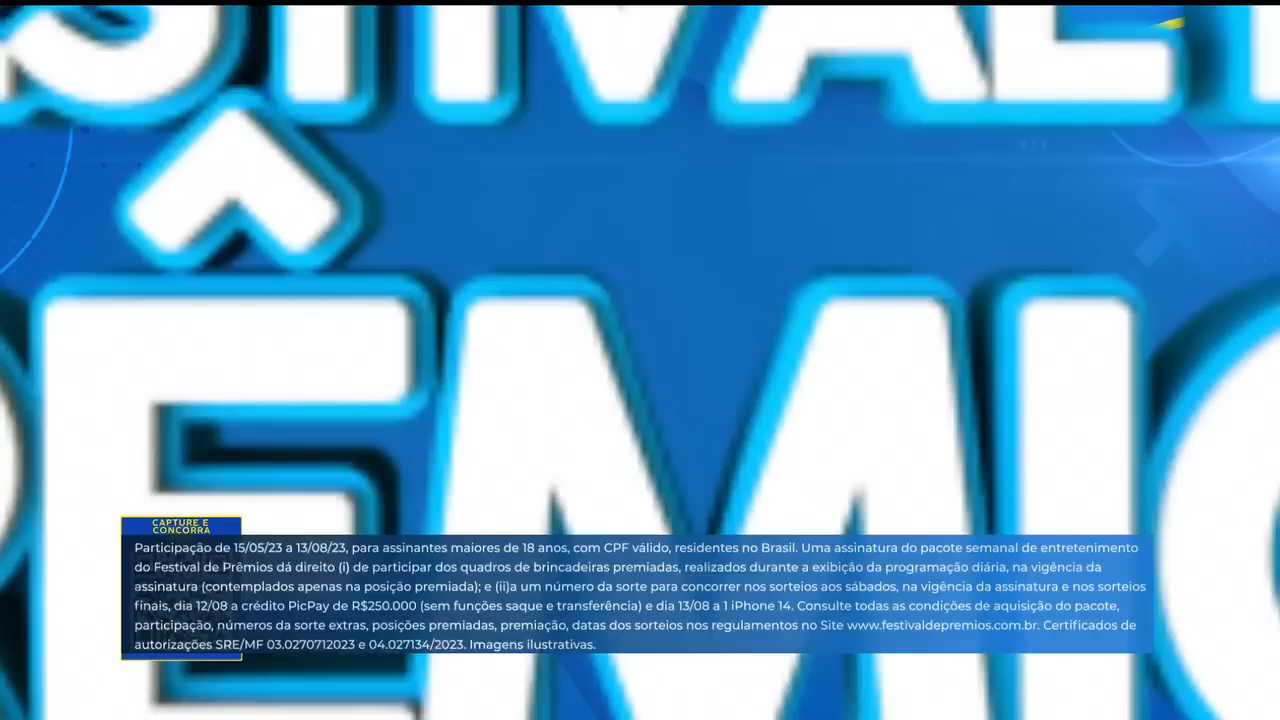 STIVAL
PRÊMIO
CAPTURE E
CONCORRA
Participação de 15/05/23 a 13/08/23, para assinantes maiores de 18 anos, com CPF válido, residentes no Brasil. Uma assinatura do pacote semanal de entretenimento
do Festival de Prêmios dá direito (i) de participar dos quadros de brincadeiras premiadas, realizados durante a exibição da programação diária, na vigência da
assinatura (contemplados apenas na posição premiada); e (ii)a um número da sorte para concorrer nos sorteios aos sábados, na vigência da assinatura e nos sorteios
finais, dia 12/08 a crédito PicPay de R$250.000 (sem funções saque e transferência) e dia 13/08 a 1 iPhone 14. Consulte todas as condições de aquisição do pacote,
participação, números da sorte extras, posições premiadas, premiação, datas dos sorteios nos regulamentos no Site www.festivaldepremios.com.br. Certificados de
autorizações SRE/MF 03.0270712023 e 04.027134/2023. Imagens ilustrativas.